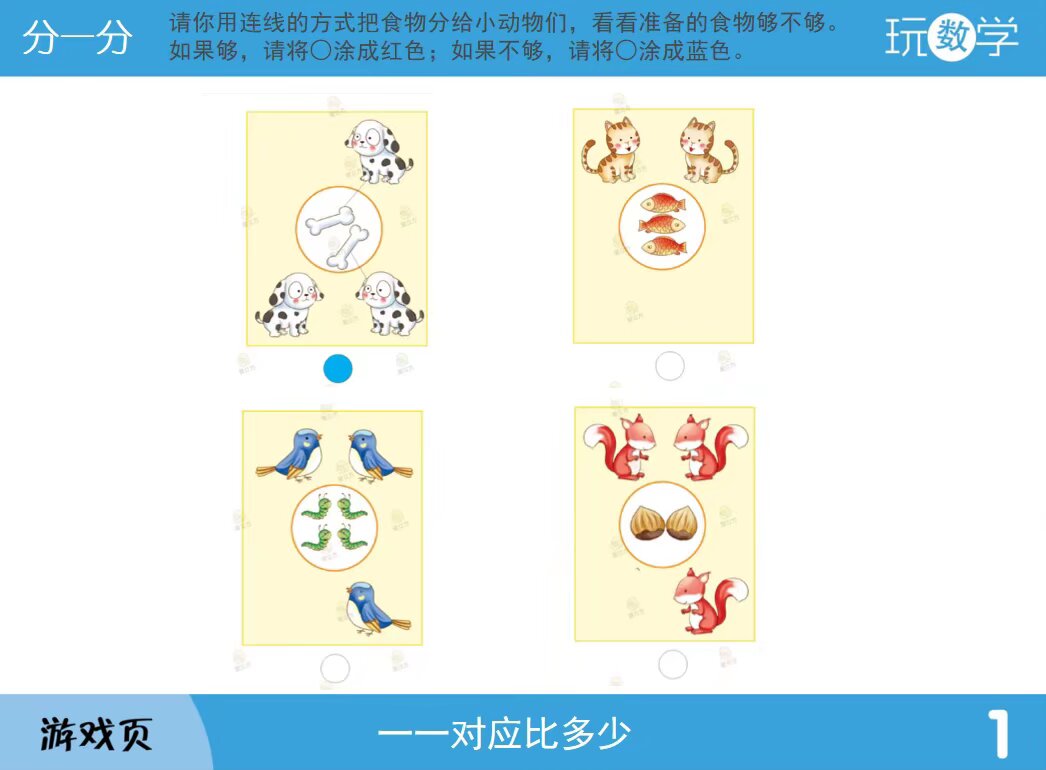 分一分
请你用连线的方式把食物分给小动物们，看看准备的食物够不够。
如果够，请将〇涂成红色；如果不够，请将〇涂成蓝色。
玩数学
游戏页
一一对应比多少
1